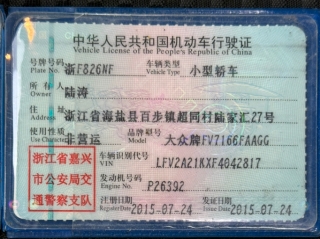 中华人民共和国机动车行驶证
Vehicle License of the People's Republic of China
号牌号码 浙F826NF 车辆类型 小型轿车
Plate No. Vehicle Type
所有人 陆涛
Owner
住址 浙江省海盐县百步镇超同村陆家汇27号
Address
使用性质 非营运 品牌型号 大众牌FV7166FAAGG
Use Character Model
浙江省嘉兴
市公安局交
通警察支队
车辆识别代号 LFV2A21KXF4042817
VIN
发动机号码 P26392
Engine No.
注册日期 2015-07-24 发证日期 2015-07-24
Register Date Issue Date